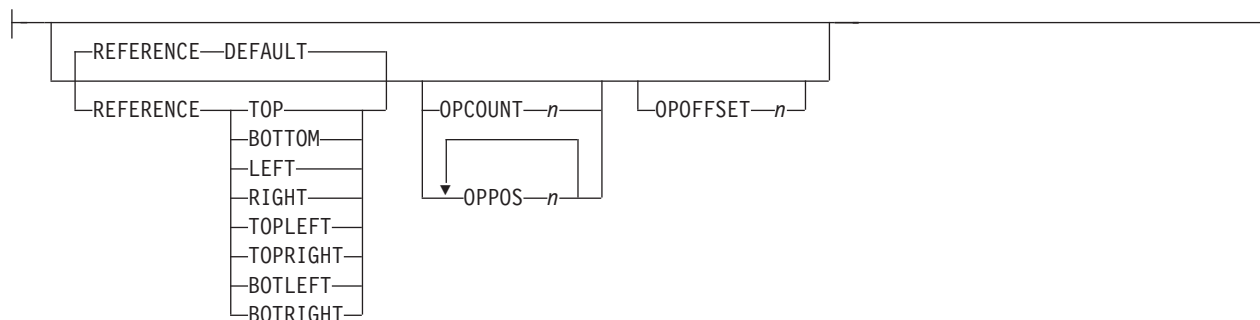 REFERENCE DEFAULT
REFERENCE TOP OPCOUNT n OPOFFSET n
BOTTOM
LEFT
RIGHT OPPOS n
TOPLEFT
TOPRIGHT
BOTLEFT
BOTRIGHT